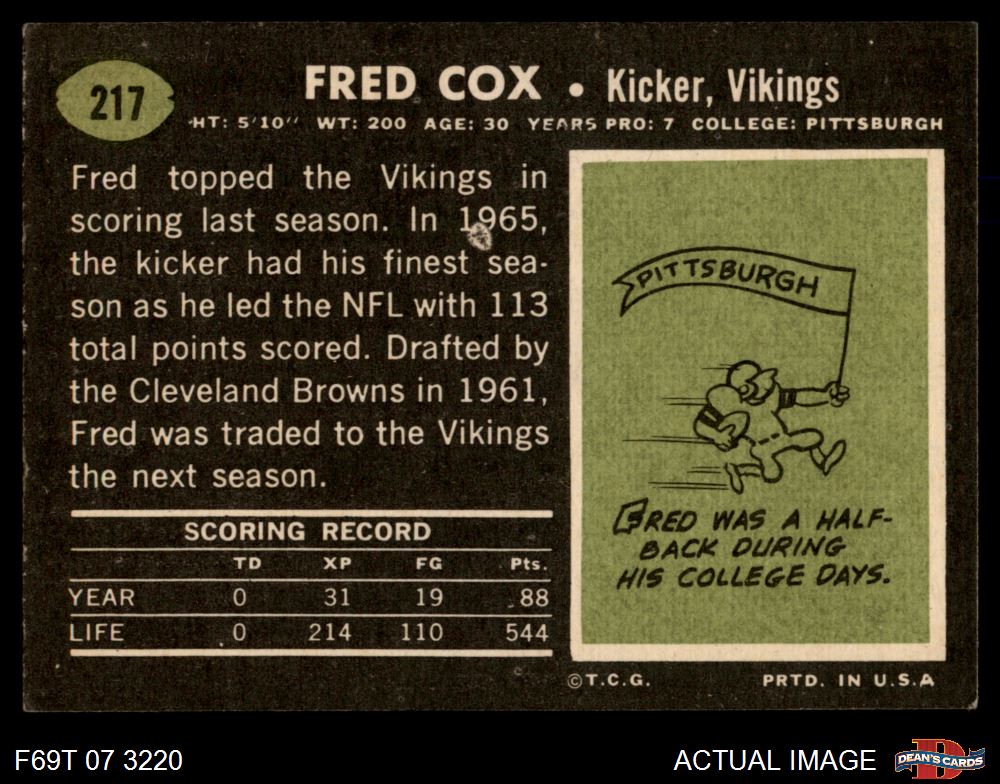 217
FRED COX • Kicker, Vikings
HT: 5'10" WT: 200 AGE: 30 YEARS PRO: 7 COLLEGE: PITTSBURGH
Fred topped the Vikings in
scoring last season. In 1965,
the kicker had his finest sea-
son as he led the NFL with 113
total points scored. Drafted by
the Cleveland Browns in 1961,
Fred was traded to the Vikings
the next season.
SCORING RECORD
TD XP FG Pts.
YEAR 0 31 19 88
LIFE 0 214 110 544
PITTSBURGH
FRED WAS A HALF-
BACK DURING
HIS COLLEGE DAYS.
©T.C.G. PRTD. IN U.S.A
F69T 07 3220
ACTUAL IMAGE
D
DEAN'S CARDS